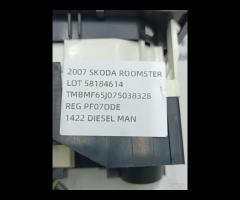 2007 SKODA ROOMSTER
LOT 58184614
TMBMF65J075038328
REG PF07ODE
1422 DIESEL MAN